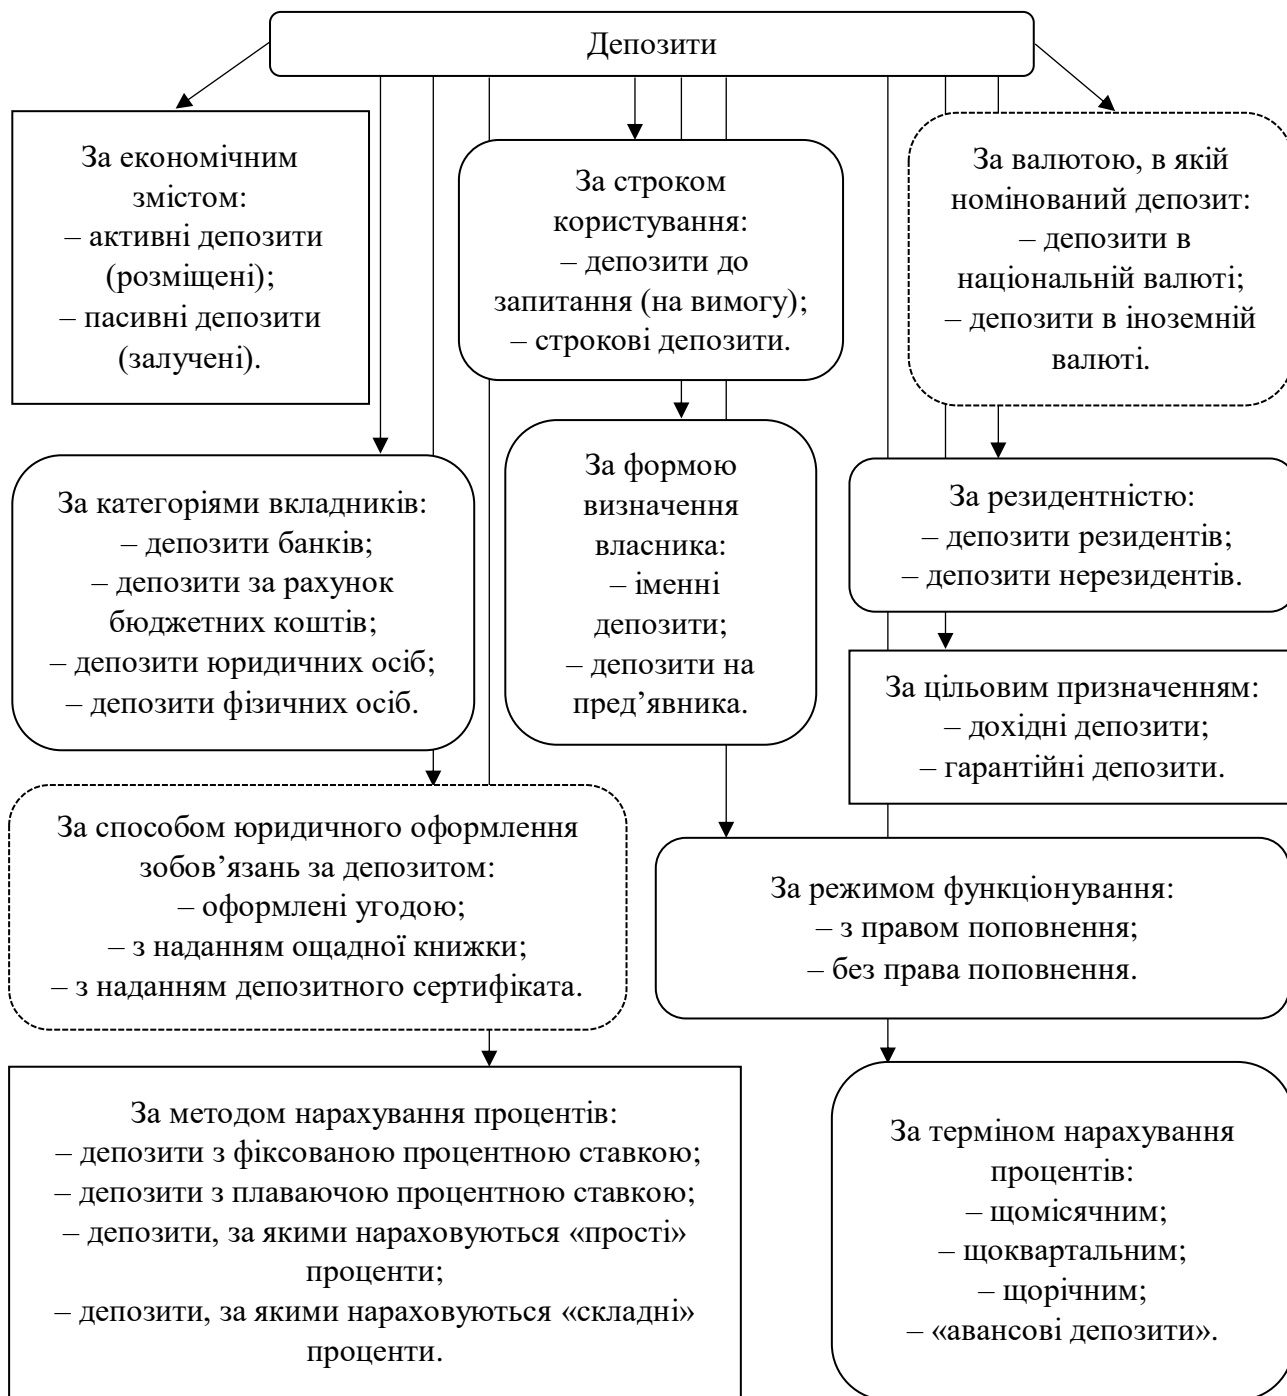 Депозити
За економічним
змістом:
– активні депозити
(розміщені);
– пасивні депозити
(залучені).
За строком
користування:
– депозити до
запитання (на вимогу);
– строкові депозити.
За валютою, в якій
номінований депозит:
– депозити в
національній валюті;
– депозити в іноземній
валюті.
За категоріями вкладників:
– депозити банків;
– депозити за рахунок
бюджетних коштів;
– депозити юридичних осіб;
– депозити фізичних осіб.
За формою
визначення
власника:
– іменні
депозити;
– депозити на
пред’явника.
За резидентністю:
– депозити резидентів;
– депозити нерезидентів.
За цільовим призначенням:
– дохідні депозити;
– гарантійні депозити.
За способом юридичного оформлення
зобов’язань за депозитом:
– оформлені угодою;
– з наданням ощадної книжки;
– з наданням депозитного сертифіката.
За режимом функціонування:
– з правом поповнення;
– без права поповнення.
За методом нарахування процентів:
– депозити з фіксованою процентною ставкою;
– депозити з плаваючою процентною ставкою;
– депозити, за якими нараховуються «прості»
проценти;
– депозити, за якими нараховуються «складні»
проценти.
За терміном нарахування
процентів:
– щомісячним;
– щоквартальним;
– щорічним;
– «авансові депозити».